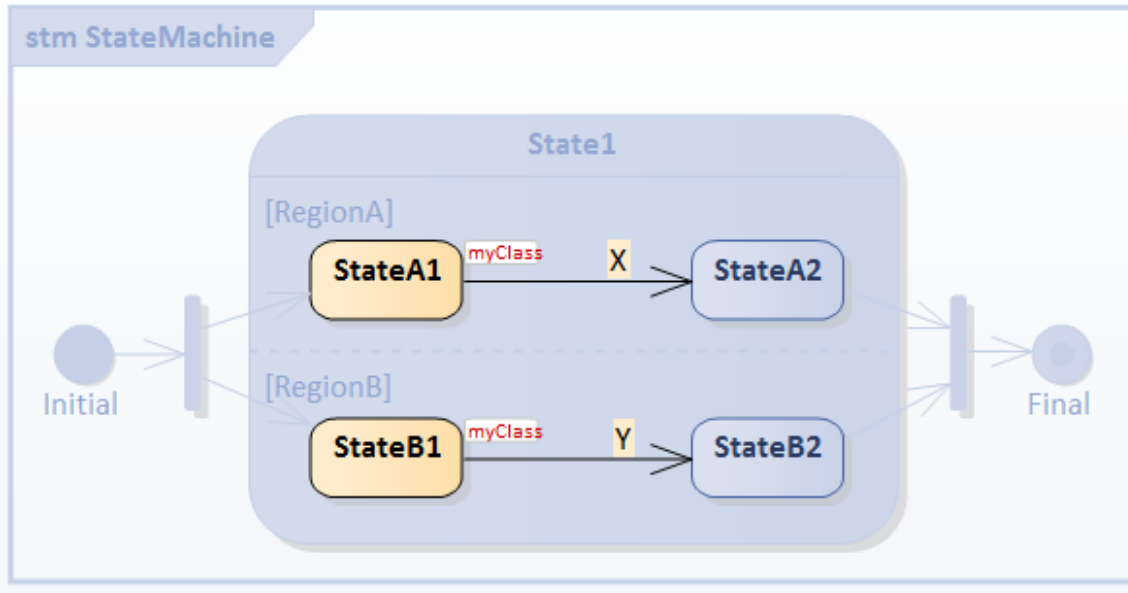 stm StateMachine
State1
[RegionA]
StateA1
myClass
X
StateA2
Initial
[RegionB]
StateB1
myClass
Y
StateB2
Final